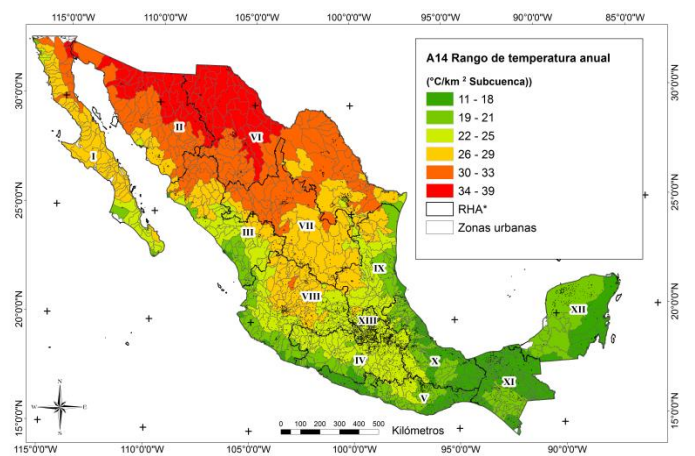 115°0'0"W 110°0'0"W 105°0'0"W 100°0'0"W 95°0'0"W 90°0'0"W 85°0'0"W
A14 Rango de temperatura anual
(°C/km ² Subcuenca))
11 - 18
19 - 21
22 - 25
26 - 29
30 - 33
34 - 39
RHA*
Zonas urbanas
30°0'0"N
30°0'0"N
25°0'0"N
25°0'0"N
20°0'0"N
20°0'0"N
15°0'0"N
15°0'0"N
I
II
VI
III
VII
IX
VIII
XIII
IV
X
V
XI
XII
N
W E
S
0 50 100 200 300 400 500
Kilómetros
115°0'0"W 110°0'0"W 105°0'0"W 100°0'0"W 95°0'0"W 90°0'0"W